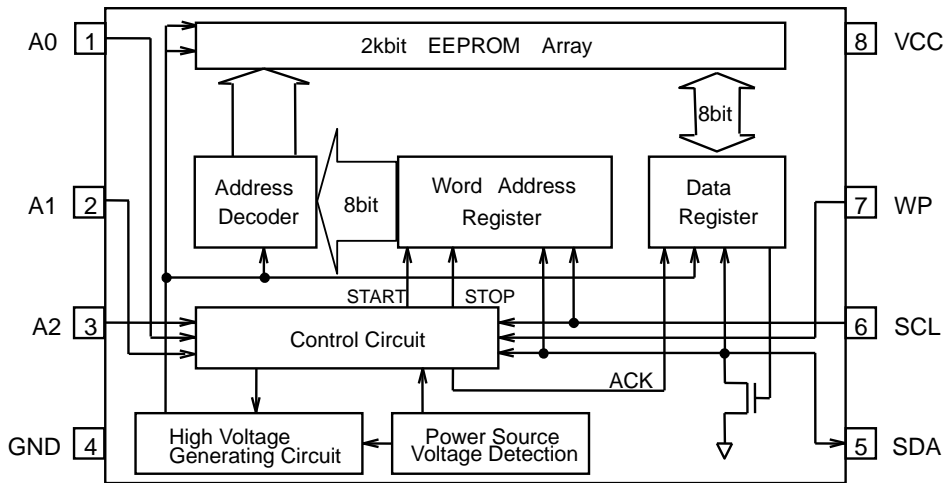 A0 1
2kbit EEPROM Array
8 VCC
8bit
A1 2
Address
Decoder
8bit
Word Address
Register
Data
Register
7 WP
START
STOP
A2 3
Control Circuit
6 SCL
ACK
GND 4
High Voltage
Generating Circuit
Power Source
Voltage Detection
5 SDA